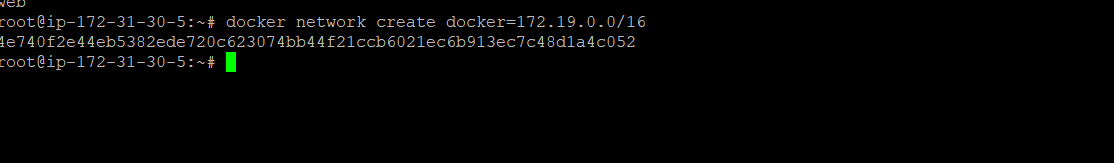 web
root@ip-172-31-30-5:~# docker network create docker=172.19.0.0/16
4e740f2e44eb5382ede720c623074bb44f21ccb6021ec6b913ec7c48d1a4c052
root@ip-172-31-30-5:~#